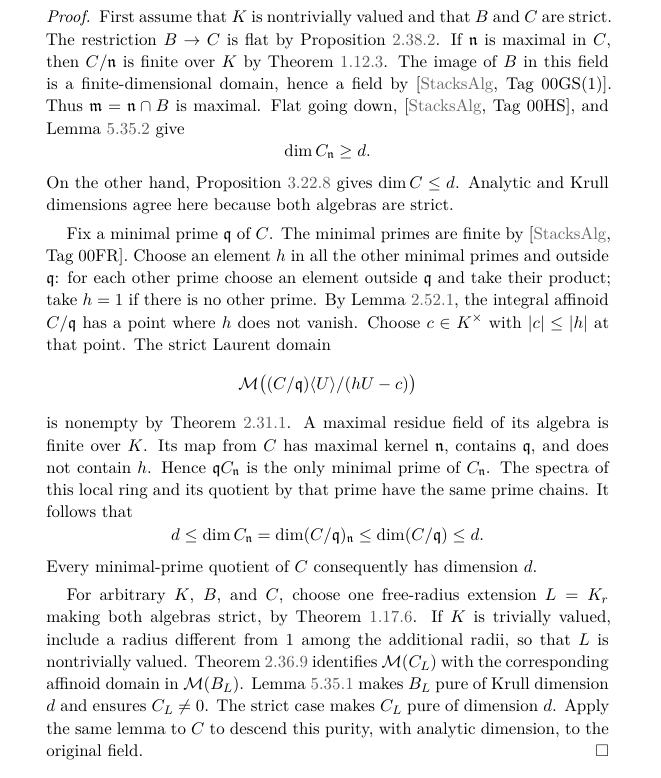 Proof. First assume that K is nontrivially valued and that B and C are strict.
The restriction B → C is flat by Proposition 2.38.2. If 𝔫 is maximal in C,
then C/𝔫 is finite over K by Theorem 1.12.3. The image of B in this field
is a finite-dimensional domain, hence a field by [StacksAlg, Tag 00GS(1)].
Thus 𝔪 = 𝔫 ∩ B is maximal. Flat going down, [StacksAlg, Tag 00HS], and
Lemma 5.35.2 give
dim C_𝔫 ≥ d.
On the other hand, Proposition 3.22.8 gives dim C ≤ d. Analytic and Krull
dimensions agree here because both algebras are strict.
Fix a minimal prime 𝔮 of C. The minimal primes are finite by [StacksAlg,
Tag 00FR]. Choose an element h in all the other minimal primes and outside
𝔮: for each other prime choose an element outside 𝔮 and take their product;
take h = 1 if there is no other prime. By Lemma 2.52.1, the integral affinoid
C/𝔮 has a point where h does not vanish. Choose c ∈ K^× with |c| ≤ |h| at
that point. The strict Laurent domain
ℳ((C/𝔮)⟨U⟩/(hU − c))
is nonempty by Theorem 2.31.1. A maximal residue field of its algebra is
finite over K. Its map from C has maximal kernel 𝔫, contains 𝔮, and does
not contain h. Hence 𝔮C_𝔫 is the only minimal prime of C_𝔫. The spectra of
this local ring and its quotient by that prime have the same prime chains. It
follows that
d ≤ dim C_𝔫 = dim(C/𝔮)_𝔫 ≤ dim(C/𝔮) ≤ d.
Every minimal-prime quotient of C consequently has dimension d.
For arbitrary K, B, and C, choose one free-radius extension L = K_r
making both algebras strict, by Theorem 1.17.6. If K is trivially valued,
include a radius different from 1 among the additional radii, so that L is
nontrivially valued. Theorem 2.36.9 identifies ℳ(C_L) with the corresponding
affinoid domain in ℳ(B_L). Lemma 5.35.1 makes B_L pure of Krull dimension
d and ensures C_L ≠ 0. The strict case makes C_L pure of dimension d. Apply
the same lemma to C to descend this purity, with analytic dimension, to the
original field. □